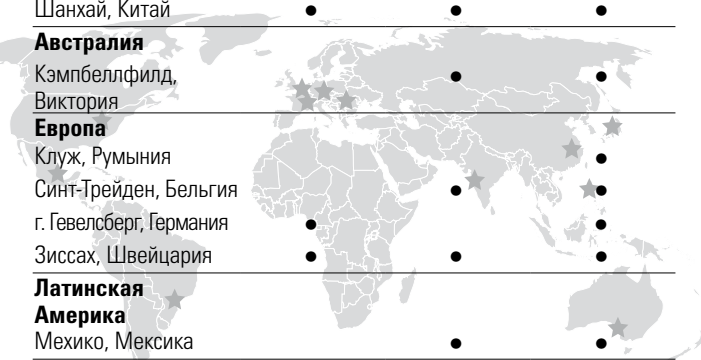 Шанхай, Китай ● ● ●
Австралия
Кэмпбеллфилд, ● ●
Виктория
Европа
Клуж, Румыния ●
Синт-Трейден, Бельгия ● ●
г. Гевелсберг, Германия ● ●
Зиссах, Швейцария ● ● ●
Латинская
Америка
Мехико, Мексика ● ●